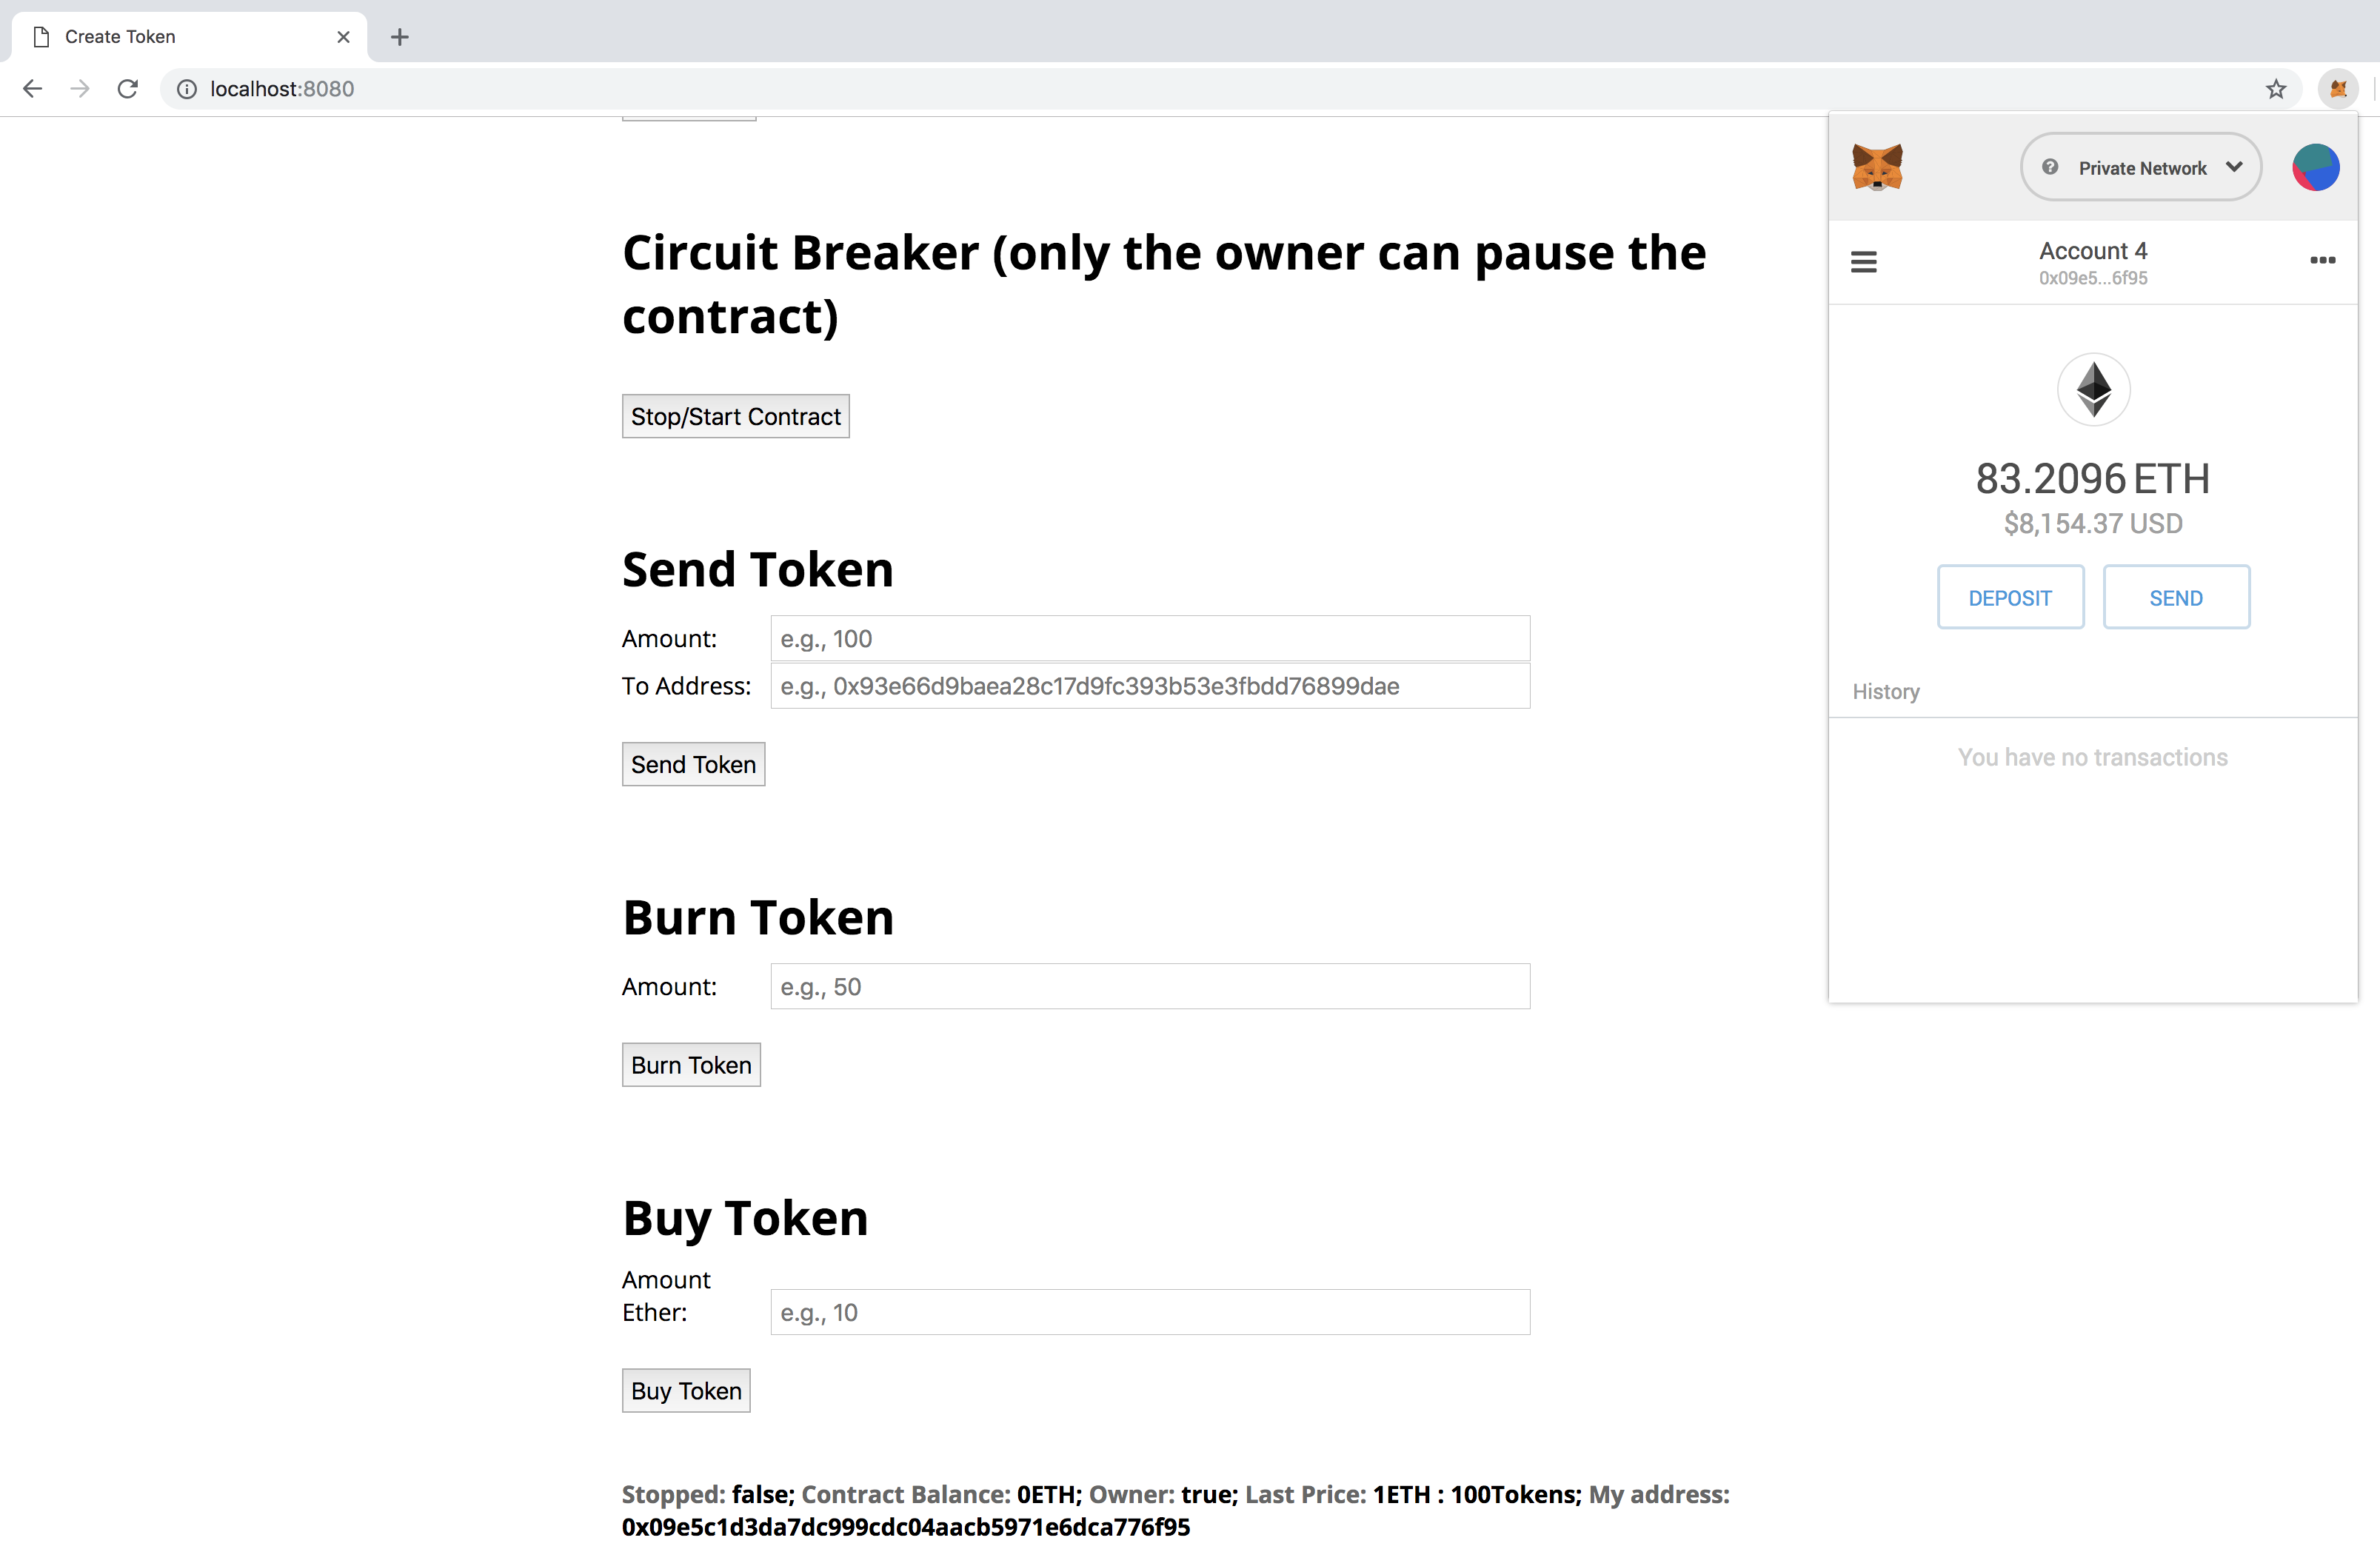 Create Token
localhost:8080
Circuit Breaker (only the owner can pause the
contract)
Stop/Start Contract
Send Token
Amount: e.g., 100
To Address: e.g., 0x93e66d9baea28c17d9fc393b53e3fbdd76899dae
Send Token
Burn Token
Amount: e.g., 50
Burn Token
Buy Token
Amount
Ether: e.g., 10
Buy Token
Stopped: false; Contract Balance: 0ETH; Owner: true; Last Price: 1ETH : 100Tokens; My address:
0x09e5c1d3da7dc999cdc04aacb5971e6dca776f95
Private Network
Account 4
0x09e5...6f95
83.2096 ETH
$8,154.37 USD
DEPOSIT SEND
History
You have no transactions